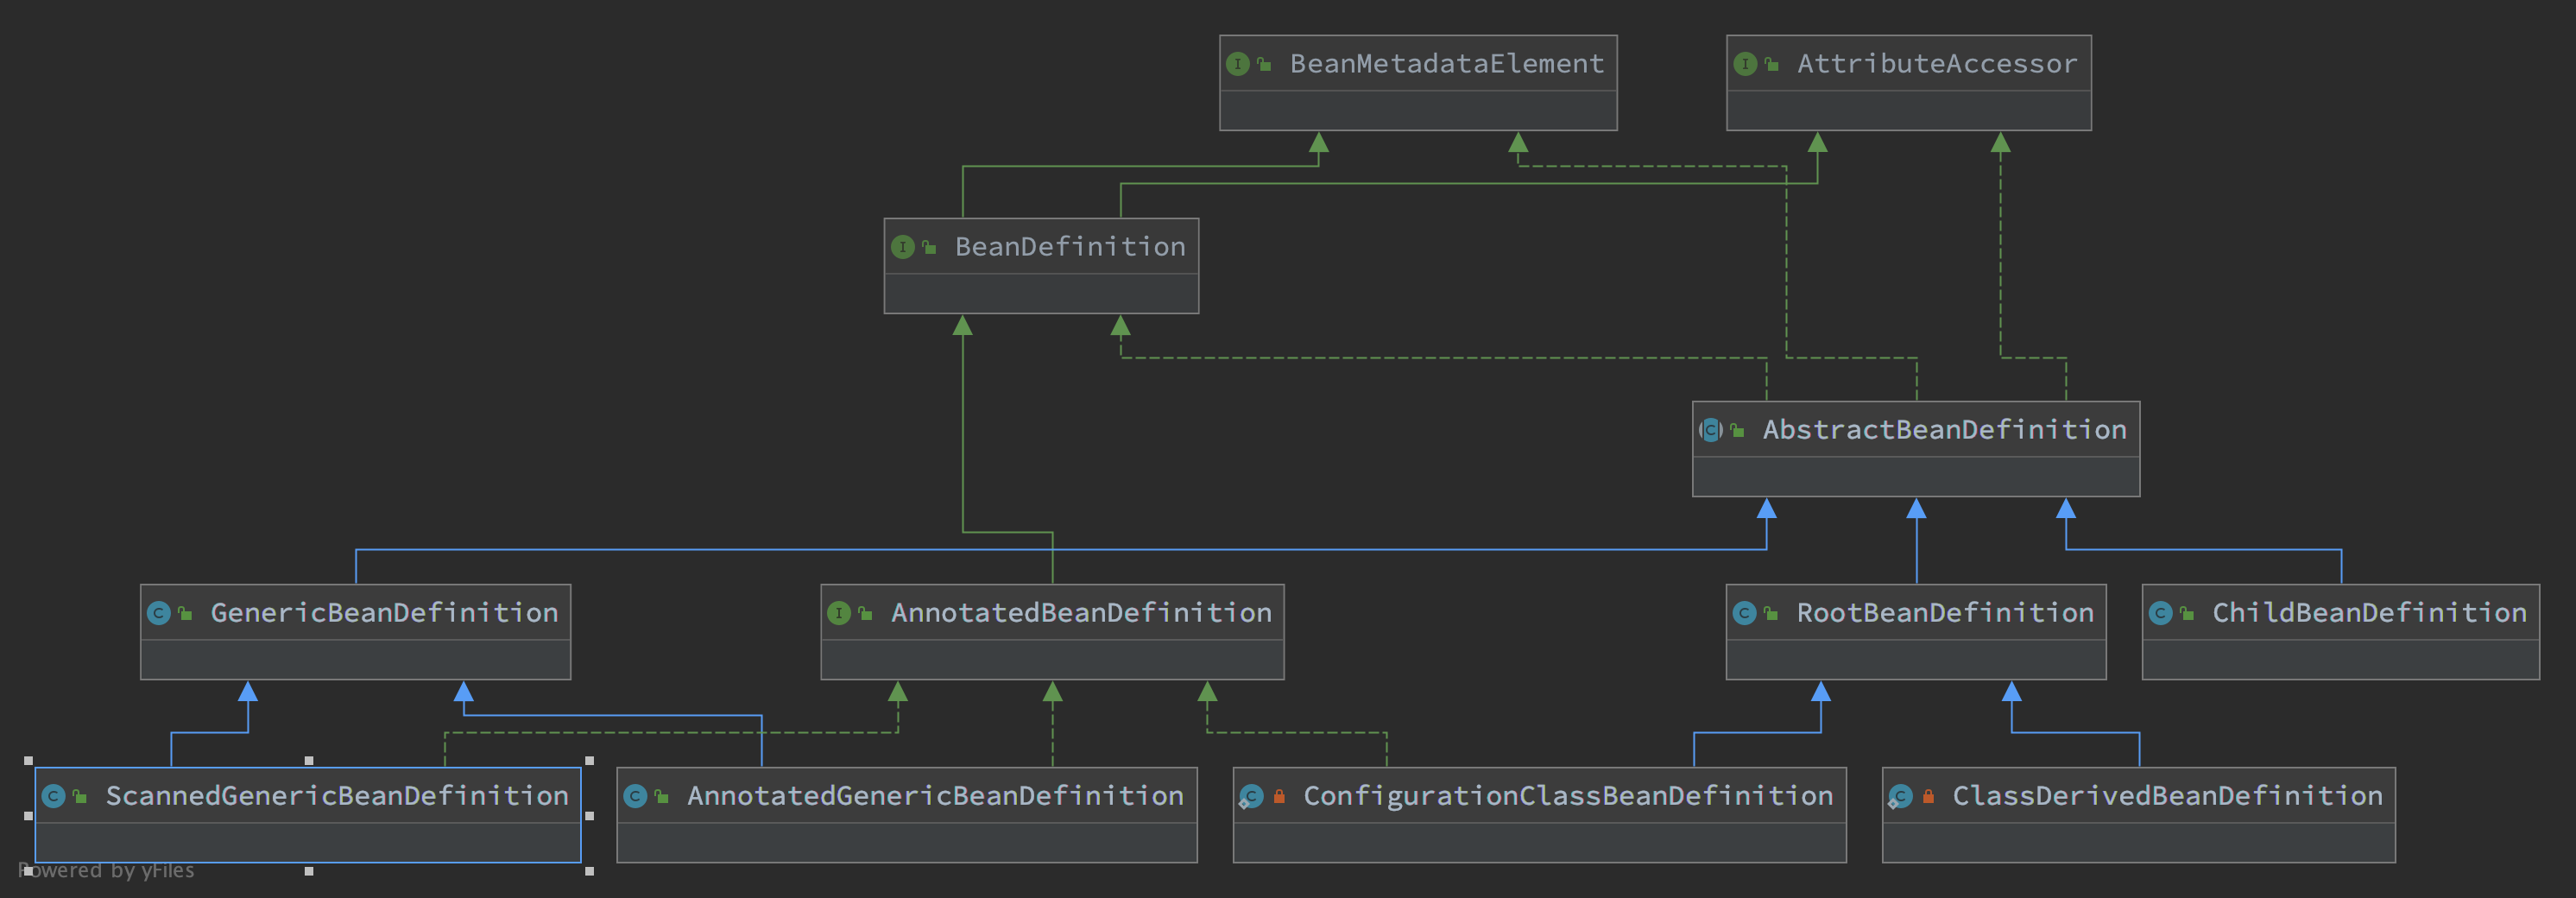 BeanMetadataElement
AttributeAccessor
BeanDefinition
AbstractBeanDefinition
GenericBeanDefinition
AnnotatedBeanDefinition
RootBeanDefinition
ChildBeanDefinition
ScannedGenericBeanDefinition
AnnotatedGenericBeanDefinition
ConfigurationClassBeanDefinition
ClassDerivedBeanDefinition
Powered by yFiles